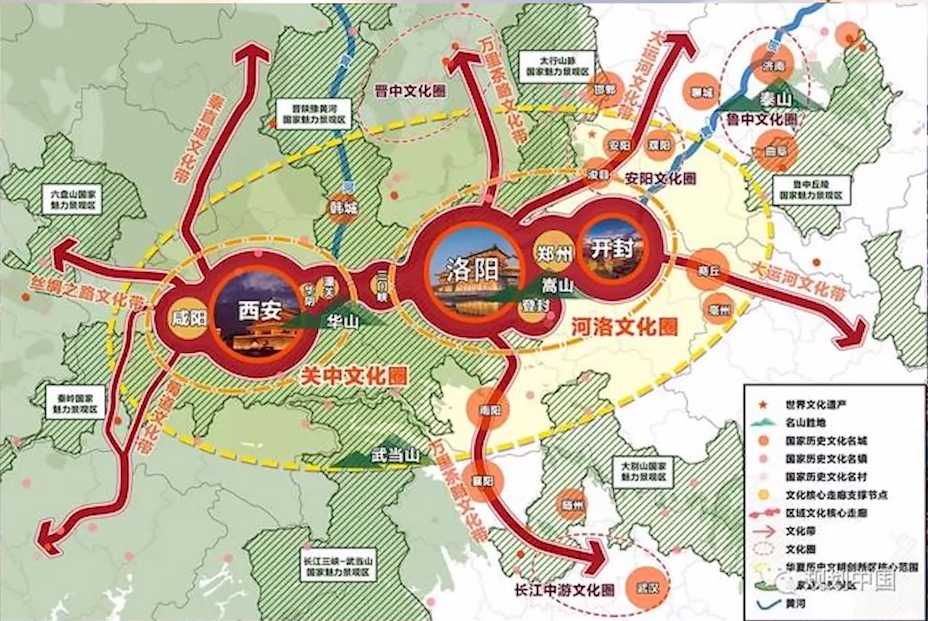 晋中文化圈
万里茶路文化带
太行山脉
国家魅力景观区
大运河文化带
邯郸
聊城
济南
泰山
鲁中文化圈
曲阜
晋陕豫黄河
国家魅力景观区
黄
河
秦直道文化带
安阳
濮阳
浚县
安阳文化圈
鲁中丘陵
国家魅力景观区
六盘山国家
魅力景观区
韩城
丝绸之路文化带
咸阳
西安
华阴
潼关
三门峡
华山
洛阳
郑州
开封
嵩山
登封
商丘
亳州
大运河文化带
河洛文化圈
关中文化圈
秦岭国家
魅力景观区
蜀道文化带
南阳
武当山
万里茶路文化带
襄阳
随州
大别山国家
魅力景观区
长江三峡-武当山
国家魅力景观区
长江中游文化圈
武汉
世界文化遗产
名山胜地
国家历史文化名城
国家历史文化名镇
国家历史文化名村
文化核心走廊支撑节点
区域文化核心走廊
文化带
文化圈
华夏历史文明创新区核心范围
黄河
规划中国